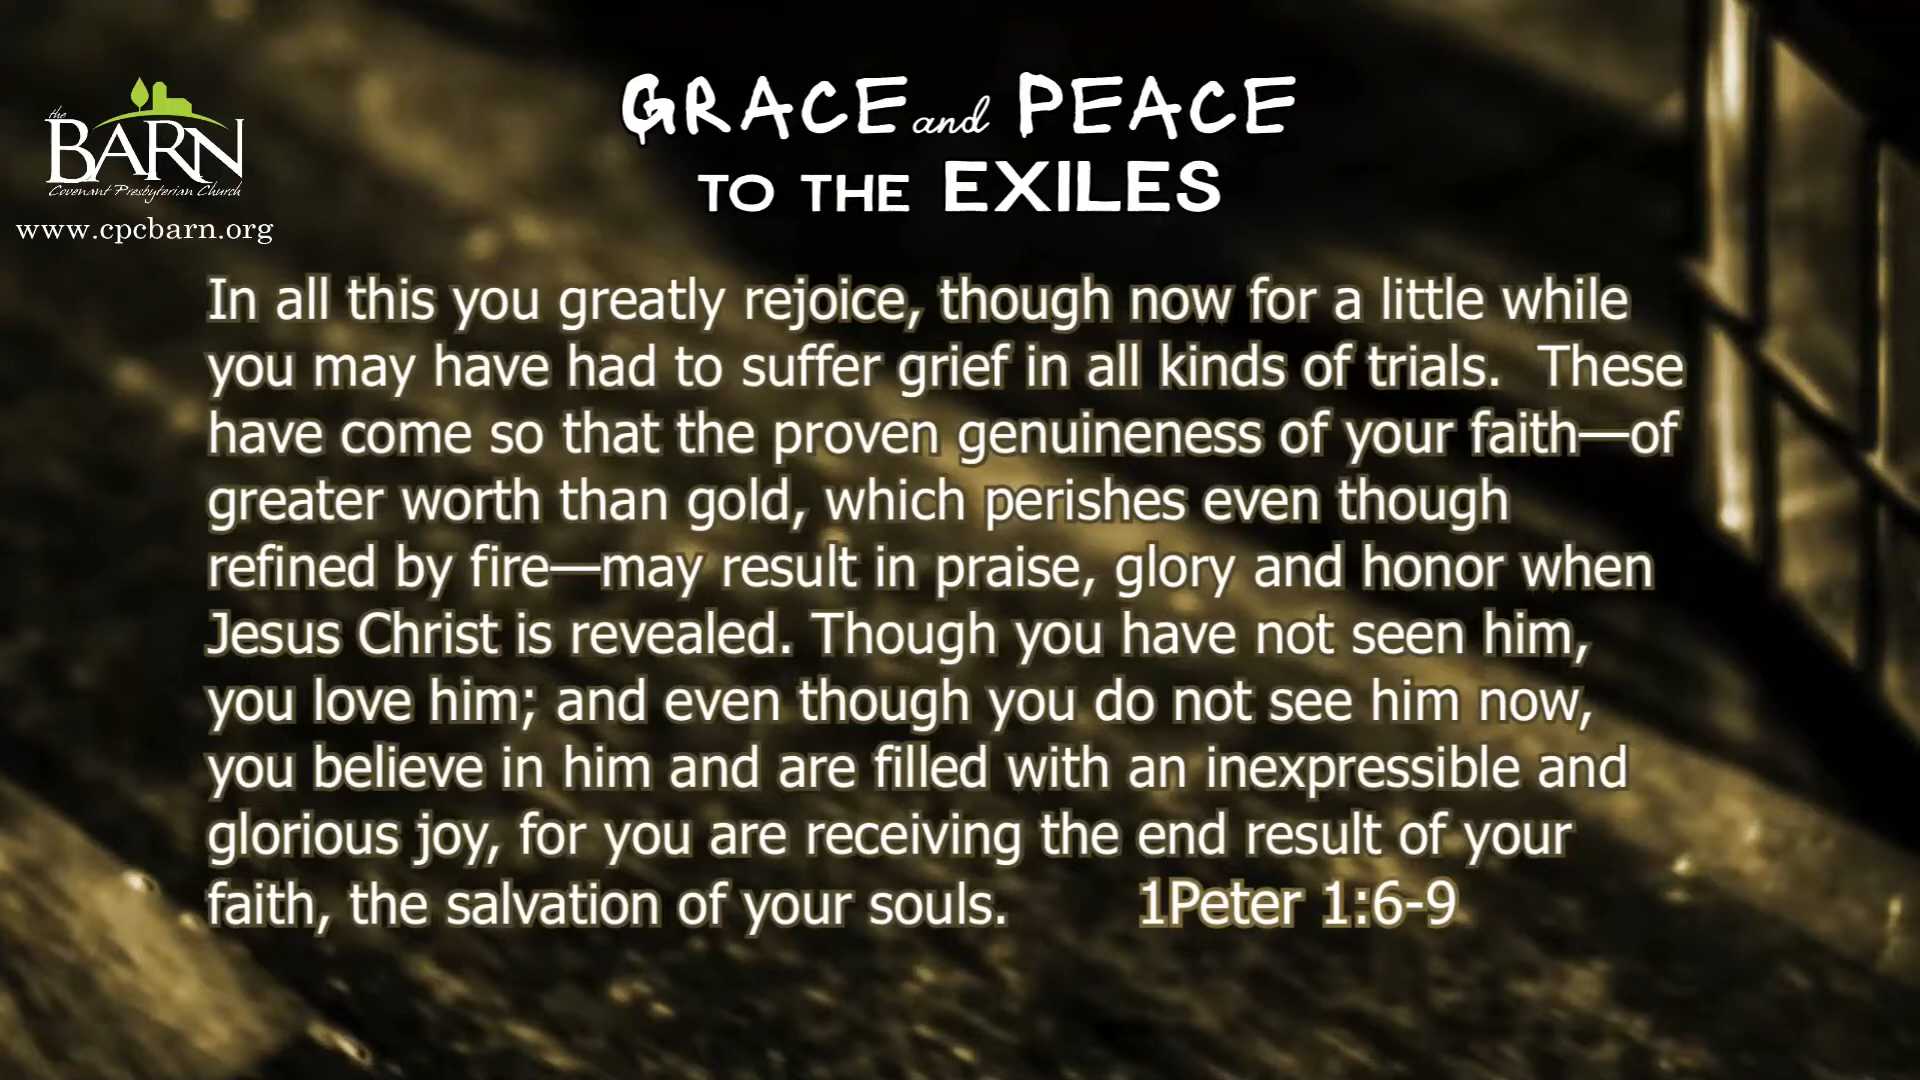 the
BARN
Covenant Presbyterian Church
www.cpcbarn.org
GRACE and PEACE
TO THE EXILES
In all this you greatly rejoice, though now for a little while
you may have had to suffer grief in all kinds of trials.  These
have come so that the proven genuineness of your faith—of
greater worth than gold, which perishes even though
refined by fire—may result in praise, glory and honor when
Jesus Christ is revealed. Though you have not seen him,
you love him; and even though you do not see him now,
you believe in him and are filled with an inexpressible and
glorious joy, for you are receiving the end result of your
faith, the salvation of your souls. 1Peter 1:6-9